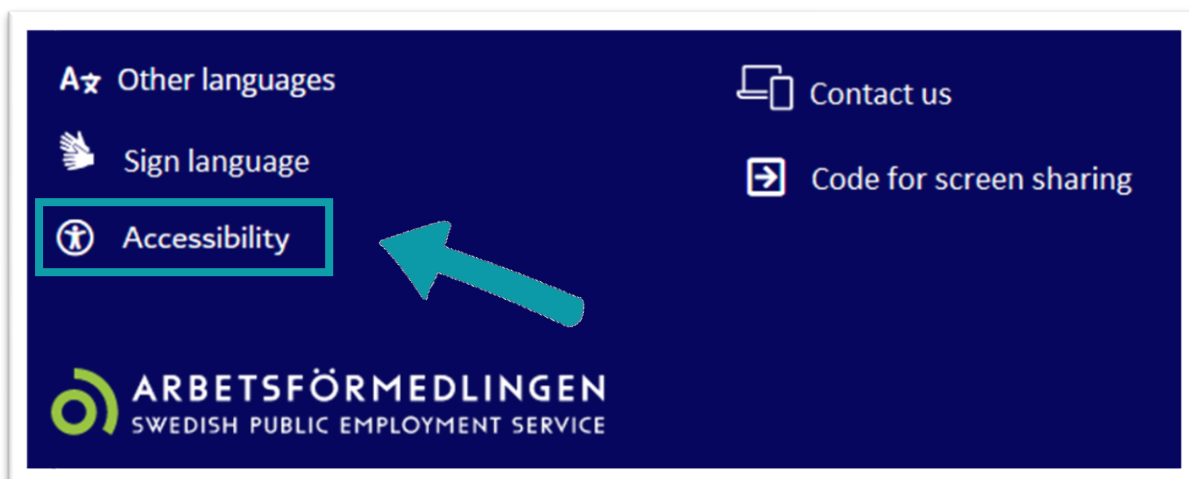 Other languages
Sign language
Accessibility
Contact us
Code for screen sharing
ARBETSFÖRMEDLINGEN
SWEDISH PUBLIC EMPLOYMENT SERVICE